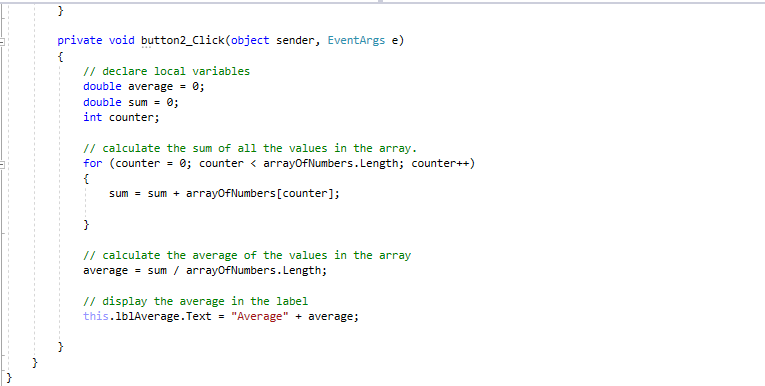 }
private void button2_Click(object sender, EventArgs e)
{
// declare local variables
double average = 0;
double sum = 0;
int counter;
// calculate the sum of all the values in the array.
for (counter = 0; counter < arrayOfNumbers.Length; counter++)
{
sum = sum + arrayOfNumbers[counter];
}
// calculate the average of the values in the array
average = sum / arrayOfNumbers.Length;
// display the average in the label
this.lblAverage.Text = "Average" + average;
}
}
}